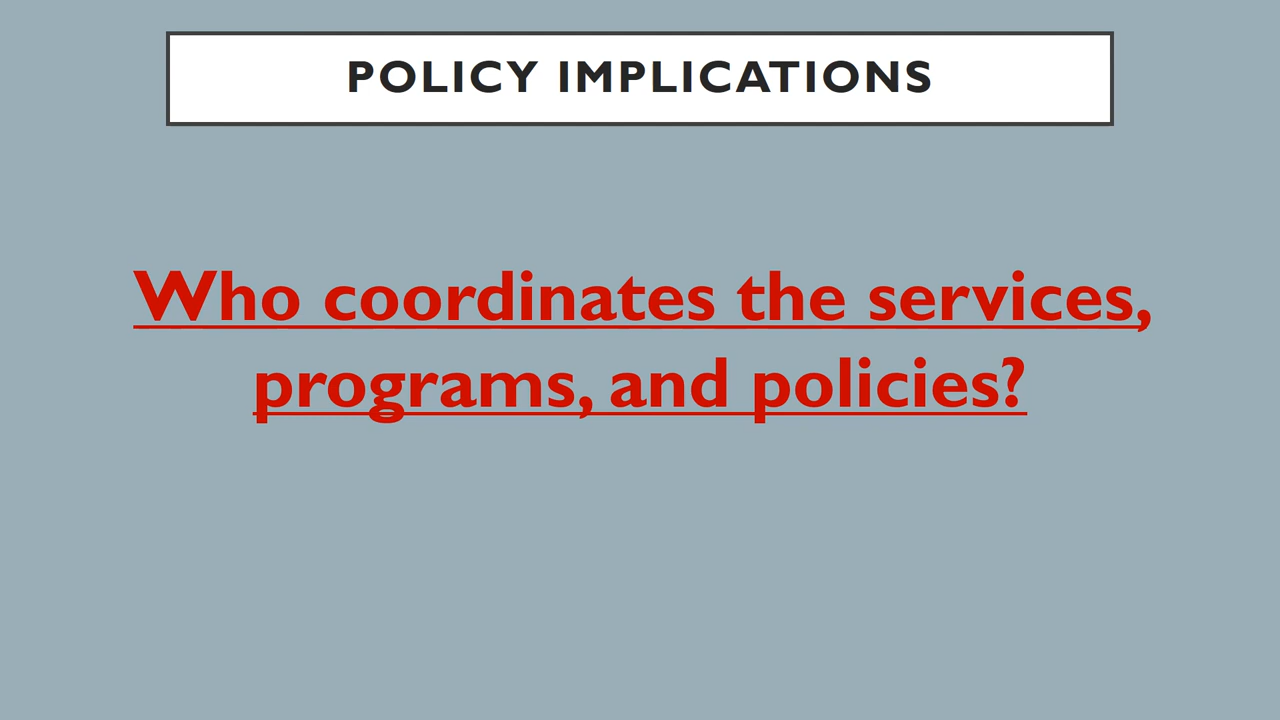 POLICY IMPLICATIONS
Who coordinates the services,
programs, and policies?